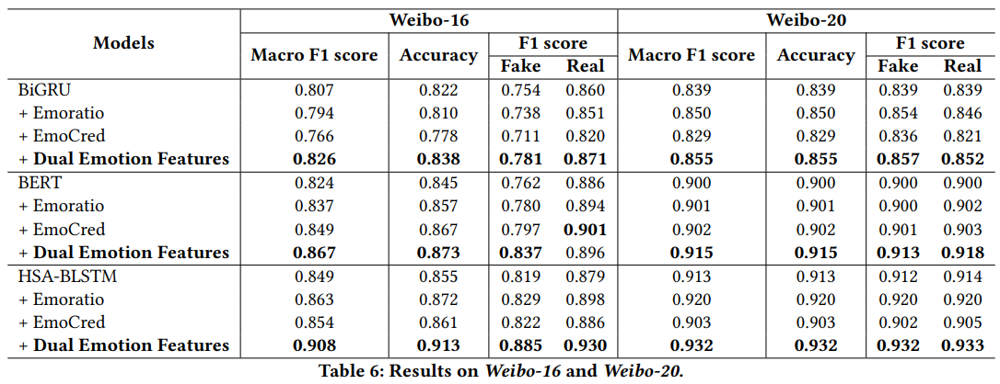 Models Weibo-16 Weibo-20
Macro F1 score Accuracy F1 score Macro F1 score Accuracy F1 score
Fake Real Fake Real
BiGRU 0.807 0.822 0.754 0.860 0.839 0.839 0.839 0.839
+ Emoratio 0.794 0.810 0.738 0.851 0.850 0.850 0.854 0.846
+ EmoCred 0.766 0.778 0.711 0.820 0.829 0.829 0.836 0.821
+ Dual Emotion Features 0.826 0.838 0.781 0.871 0.855 0.855 0.857 0.852
BERT 0.824 0.845 0.762 0.886 0.900 0.900 0.900 0.900
+ Emoratio 0.837 0.857 0.780 0.894 0.901 0.901 0.900 0.902
+ EmoCred 0.849 0.867 0.797 0.901 0.902 0.902 0.901 0.903
+ Dual Emotion Features 0.867 0.873 0.837 0.896 0.915 0.915 0.913 0.918
HSA-BLSTM 0.849 0.855 0.819 0.879 0.913 0.913 0.912 0.914
+ Emoratio 0.863 0.872 0.829 0.898 0.920 0.920 0.920 0.920
+ EmoCred 0.854 0.861 0.822 0.886 0.903 0.903 0.902 0.905
+ Dual Emotion Features 0.908 0.913 0.885 0.930 0.932 0.932 0.932 0.933
Table 6: Results on Weibo-16 and Weibo-20.